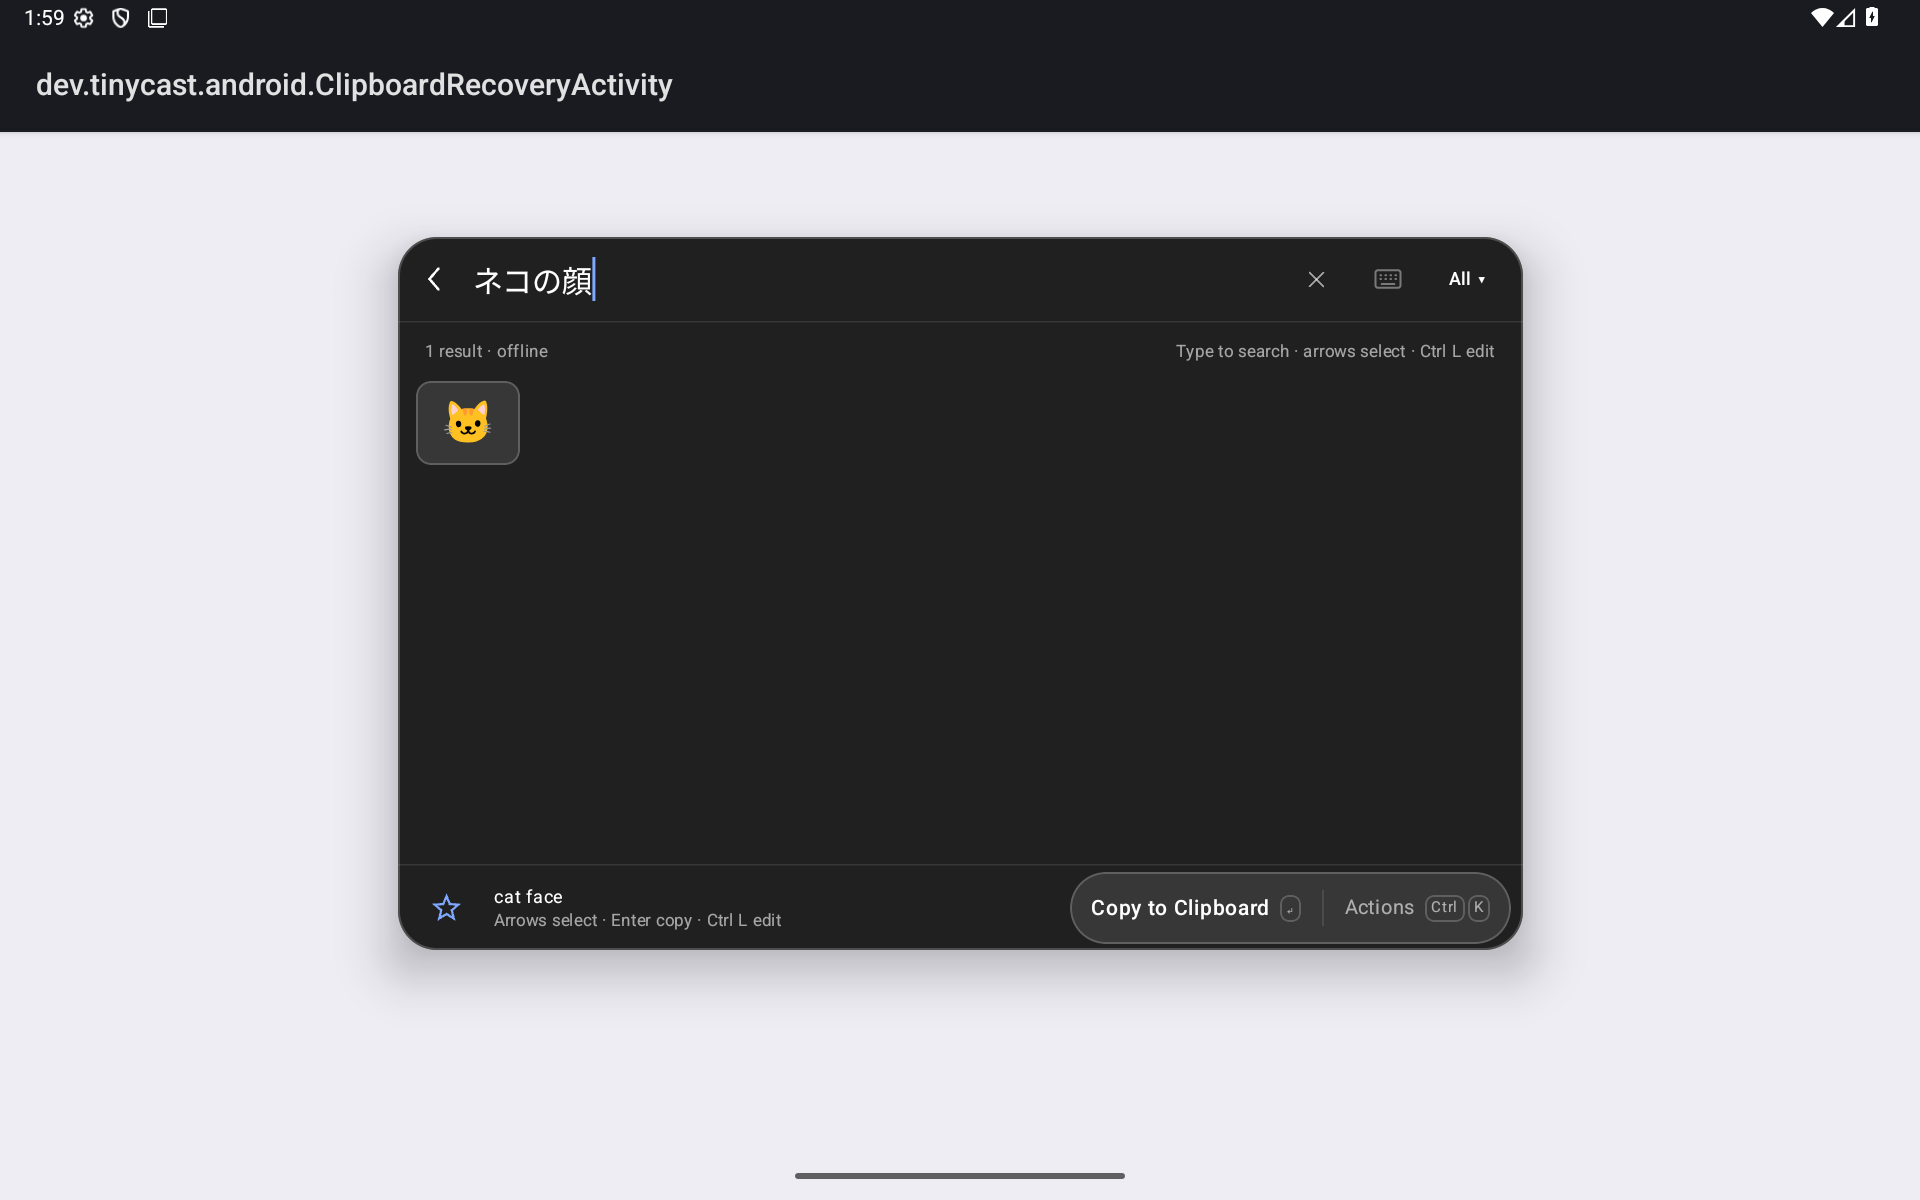 1:59
dev.tinycast.android.ClipboardRecoveryActivity
ネコの顔
All ▾
1 result · offline
Type to search · arrows select · Ctrl L edit
cat face
Arrows select · Enter copy · Ctrl L edit
Copy to Clipboard ↵
Actions Ctrl K